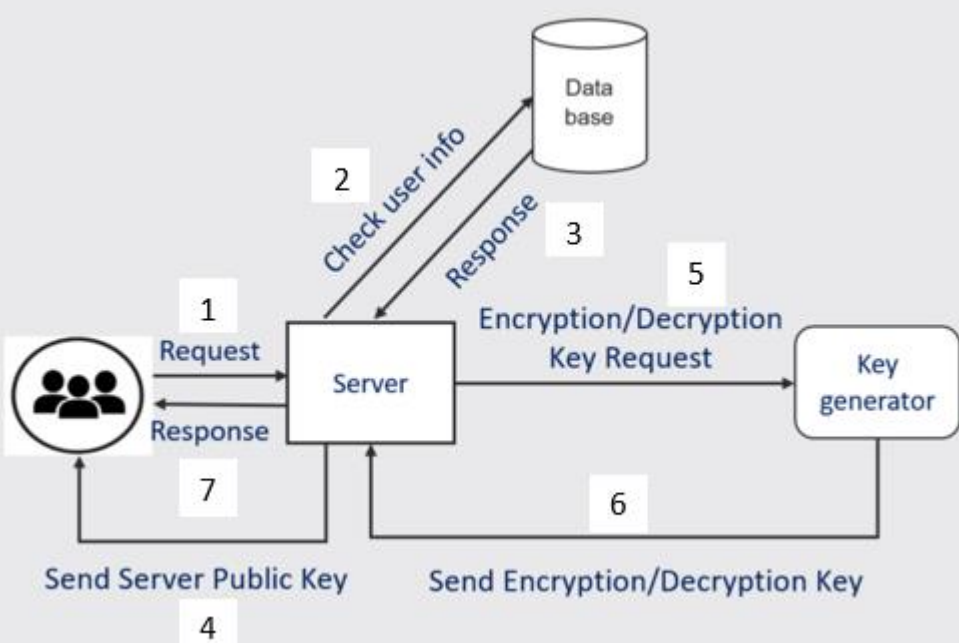 Data
base
2
Check user info
Response
3
5
Encryption/Decryption
Key Request
1
Request
Server
Key
generator
Response
7
6
Send Server Public Key
Send Encryption/Decryption Key
4